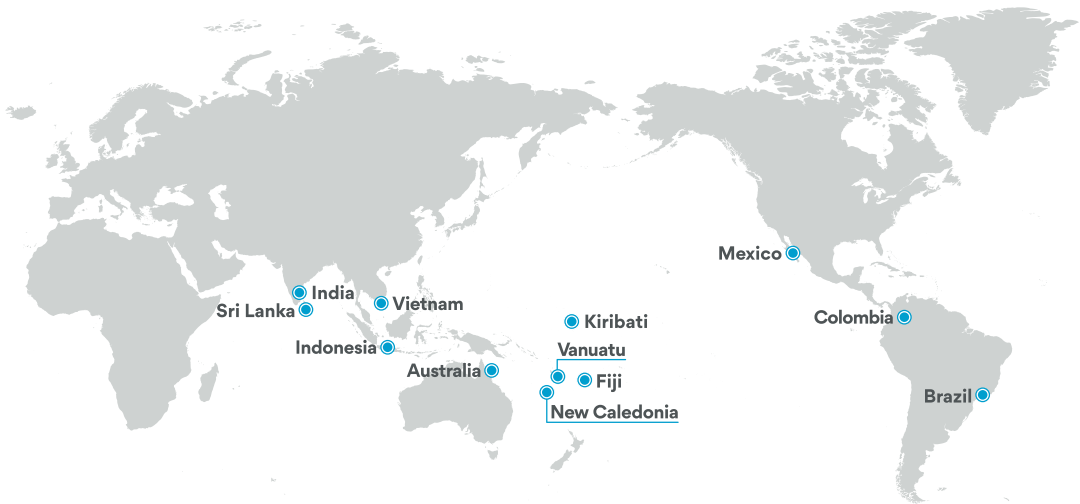 Mexico
India
Sri Lanka
Vietnam
Colombia
Kiribati
Indonesia
Vanuatu
Australia
Fiji
Brazil
New Caledonia